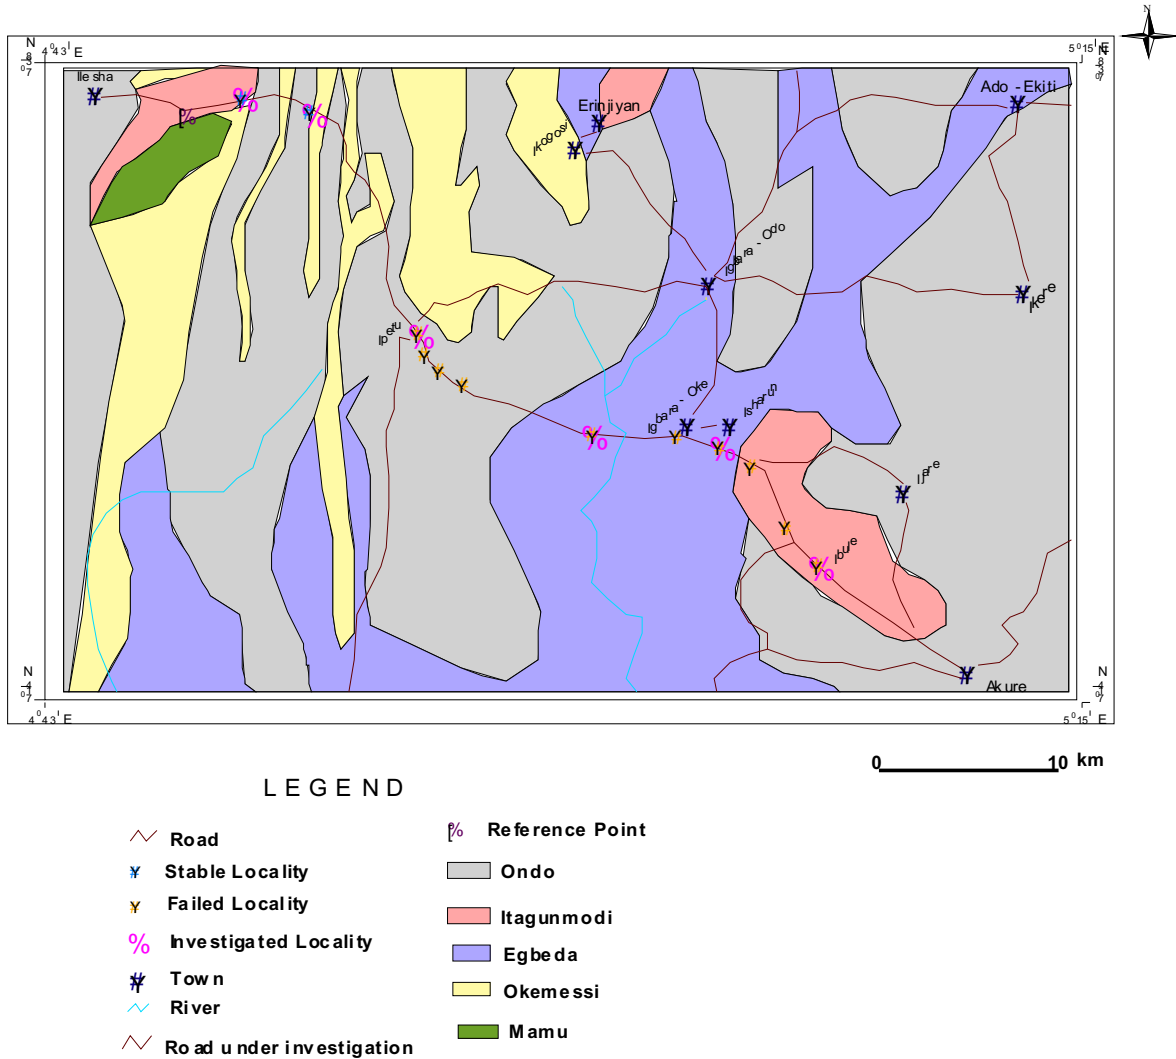 N
N
4°43' E
5°15' E
Ilesha
Ado - Ekiti
Erinjiyan
Ikogosi
Igbara - Odo
Ikere
Ipetu
Igbara - Oke
Isharun
Ijare
Ibule
Akure
N
N
4°43' E
5°15' E
0 10 km
LEGEND
Road
Stable Locality
Failed Locality
Investigated Locality
Town
River
Road under investigation
Reference Point
Ondo
Itagunmodi
Egbeda
Okemessi
Mamu